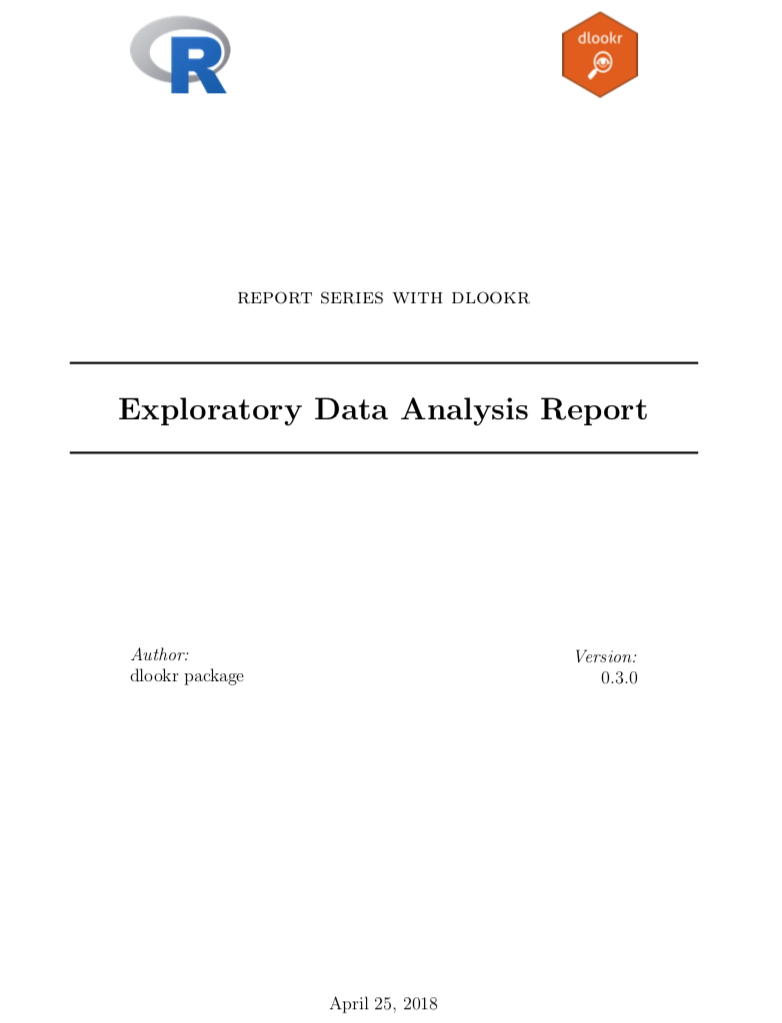 R
dlookr
REPORT SERIES WITH DLOOKR
Exploratory Data Analysis Report
Author:
dlookr package
Version:
0.3.0
April 25, 2018